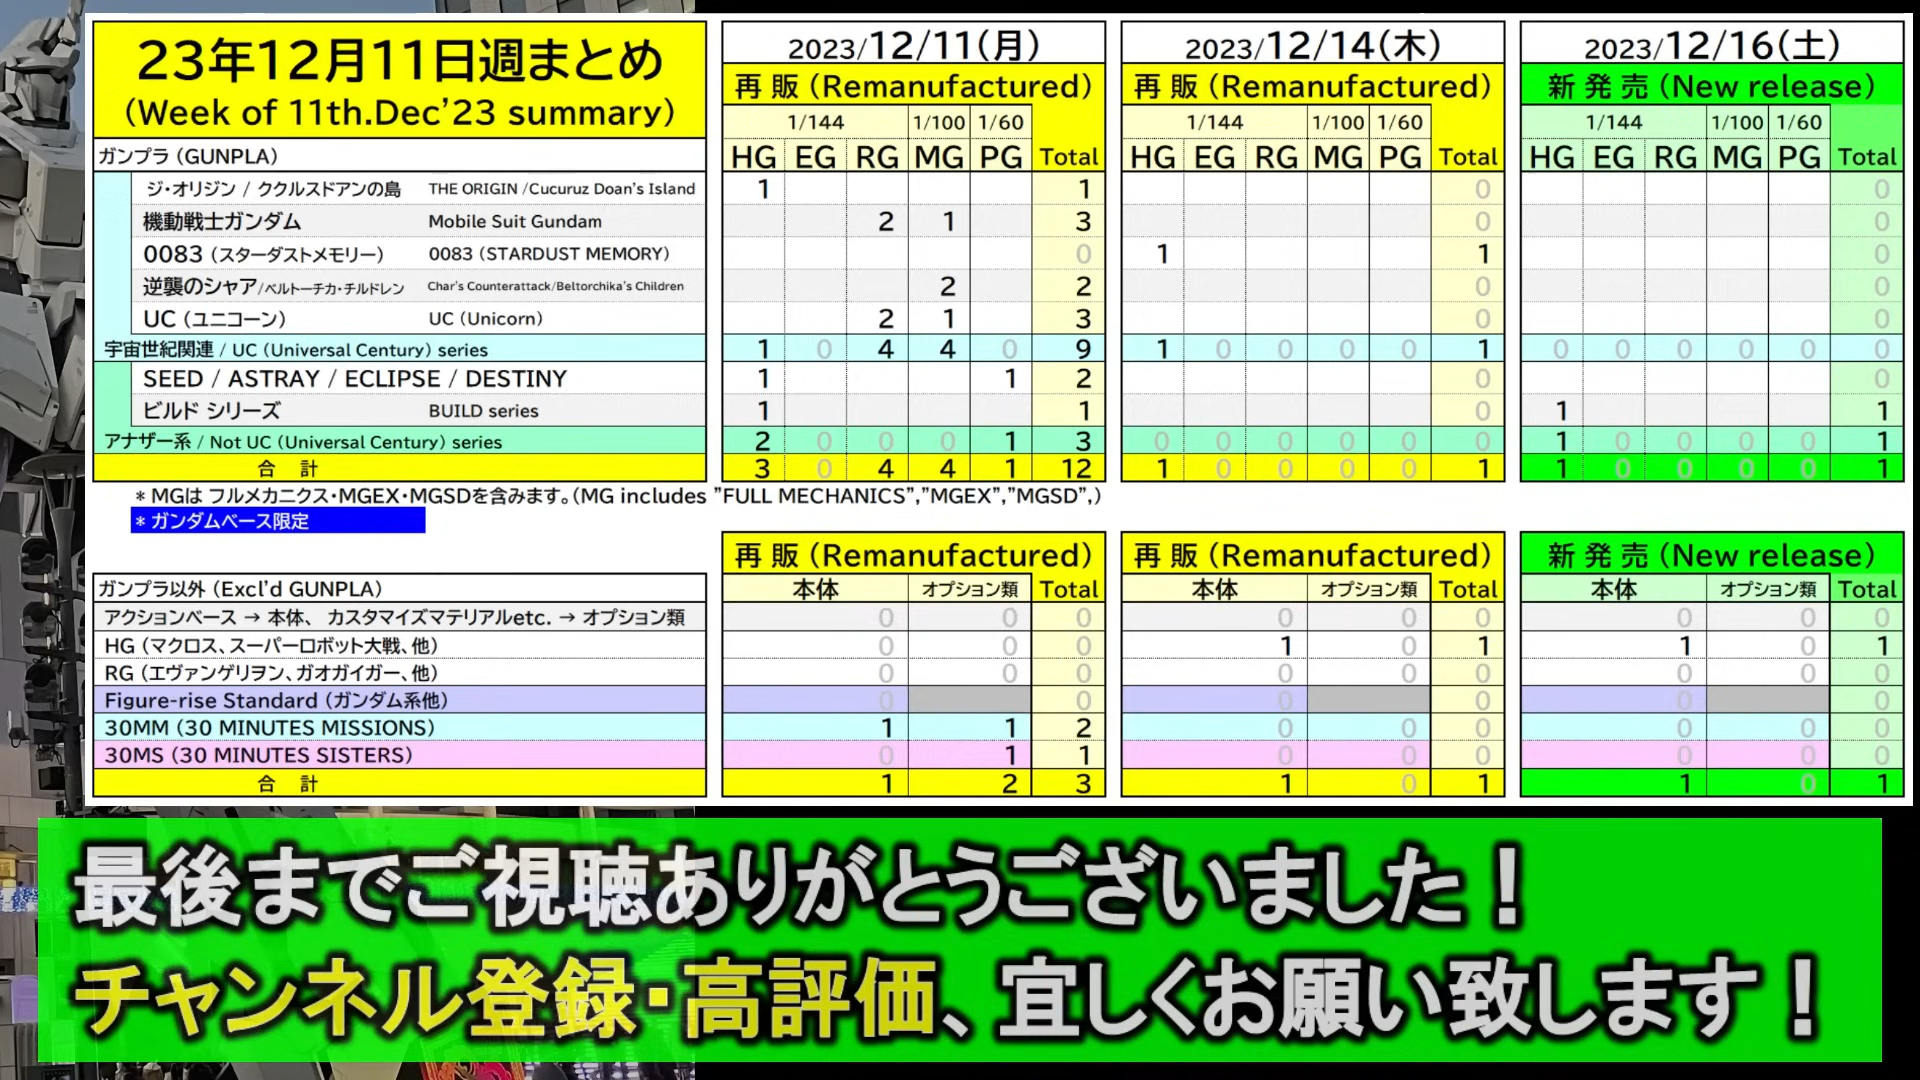 23年12月11日週まとめ
(Week of 11th.Dec'23 summary)
2023/12/11(月) 2023/12/14(木) 2023/12/16(土)
再 販 (Remanufactured) 再 販 (Remanufactured) 新 発 売 (New release)
1/144 1/100 1/60 1/144 1/100 1/60 1/144 1/100 1/60
ガンプラ (GUNPLA) HG EG RG MG PG Total HG EG RG MG PG Total HG EG RG MG PG Total
ジ・オリジン / ククルスドアンの島 THE ORIGIN /Cucuruz Doan's Island 1 1 0 0
機動戦士ガンダム Mobile Suit Gundam 2 1 3 0 0
0083 (スターダストメモリー) 0083 (STARDUST MEMORY) 0 1 1 0
逆襲のシャア/ベルトーチカ・チルドレン Char's Counterattack/Beltorchika's Children 2 2 0 0
UC (ユニコーン) UC (Unicorn) 2 1 3 0 0
宇宙世紀関連 / UC (Universal Century) series 1 0 4 4 0 9 1 0 0 0 0 1 0 0 0 0 0 0
SEED / ASTRAY / ECLIPSE / DESTINY 1 1 2 0 0
ビルド シリーズ BUILD series 1 1 0 1 1
アナザー系 / Not UC (Universal Century) series 2 0 0 0 1 3 0 0 0 0 0 0 1 0 0 0 0 1
合 計 3 0 4 4 1 12 1 0 0 0 0 1 1 0 0 0 0 1
* MGは フルメカニクス・MGEX・MGSDを含みます。(MG includes "FULL MECHANICS","MGEX","MGSD",)
* ガンダムベース限定
再 販 (Remanufactured) 再 販 (Remanufactured) 新 発 売 (New release)
ガンプラ以外 (Excl'd GUNPLA) 本体 オプション類 Total 本体 オプション類 Total 本体 オプション類 Total
アクションベース → 本体、 カスタマイズマテリアルetc. → オプション類 0 0 0 0 0 0 0 0 0
HG (マクロス、スーパーロボット大戦、他) 0 0 0 1 0 1 1 0 1
RG (エヴァンゲリヲン、ガオガイガー、他) 0 0 0 0 0 0 0 0 0
Figure-rise Standard (ガンダム系他) 0 0 0 0 0 0
30MM (30 MINUTES MISSIONS) 1 1 2 0 0 0 0 0 0
30MS (30 MINUTES SISTERS) 0 1 1 0 0 0 0 0 0
合 計 1 2 3 1 0 1 1 0 1
最後までご視聴ありがとうございました！
チャンネル登録・高評価、宜しくお願い致します！